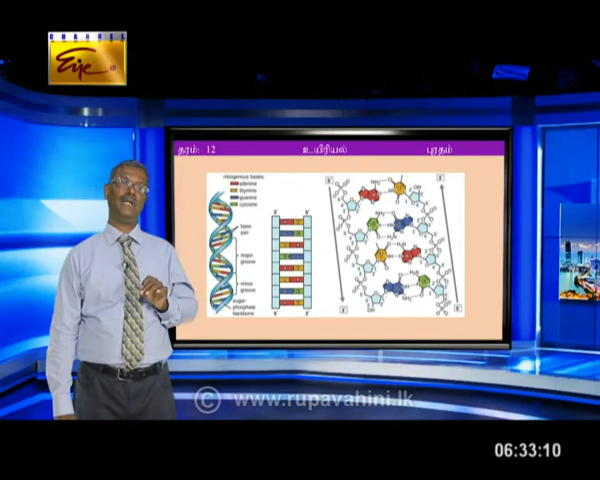 CHANNEL
Eye
தரம்: 12 உயிரியல் புரதம்
nitrogenous bases:
adenine
thymine
guanine
cytosine
base pair
major groove
minor groove
sugar-phosphate backbone
© www.rupavahini.lk
06:33:10